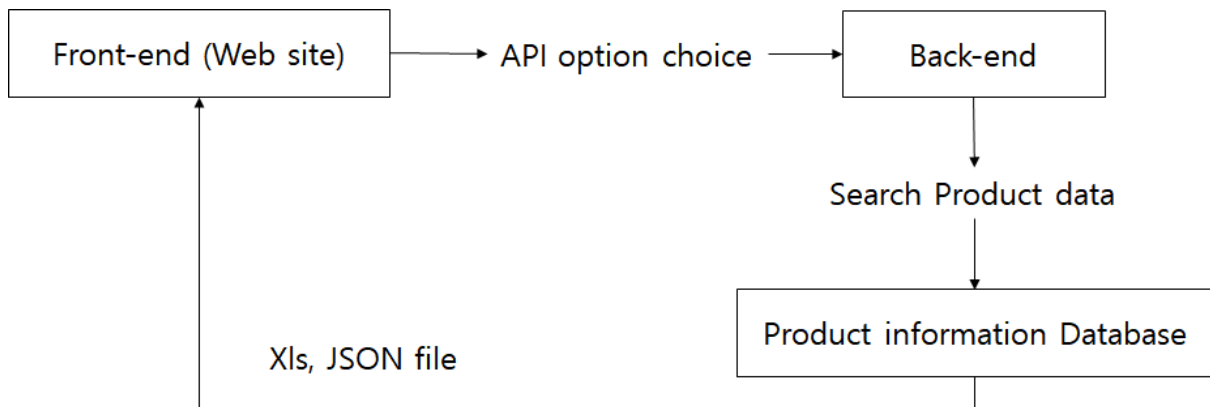 Front-end (Web site)
API option choice
Back-end
Search Product data
Product information Database
Xls, JSON file